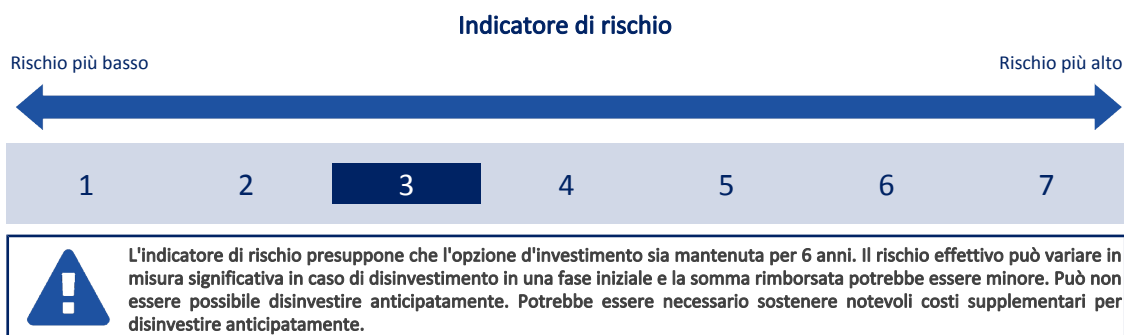 Indicatore di rischio
Rischio più basso
Rischio più alto
1 2 3 4 5 6 7
L'indicatore di rischio presuppone che l'opzione d'investimento sia mantenuta per 6 anni. Il rischio effettivo può variare in
misura significativa in caso di disinvestimento in una fase iniziale e la somma rimborsata potrebbe essere minore. Può non
essere possibile disinvestire anticipatamente. Potrebbe essere necessario sostenere notevoli costi supplementari per
disinvestire anticipatamente.